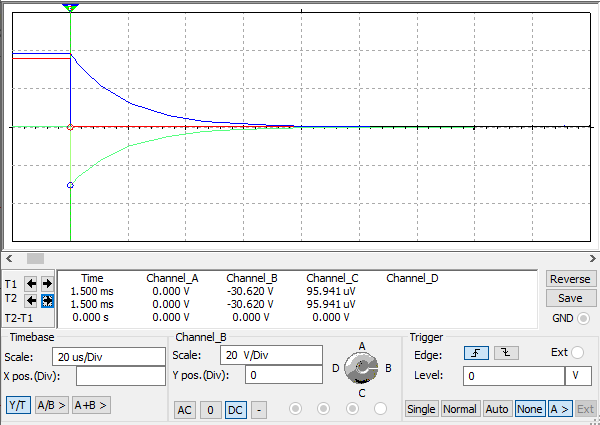 Time Channel_A Channel_B Channel_C Channel_D
T1 1.500 ms 0.000 V -30.620 V 95.941 uV
T2 1.500 ms 0.000 V -30.620 V 95.941 uV
T2-T1 0.000 s 0.000 V 0.000 V 0.000 V
Reverse
Save
GND
Timebase
Scale: 20 us/Div
X pos.(Div):
Y/T A/B > A+B >
Channel_B
Scale: 20 V/Div
Y pos.(Div): 0
AC 0 DC -
A
D B
C
Trigger
Edge: Ext
Level: 0 V
Single Normal Auto None A > Ext